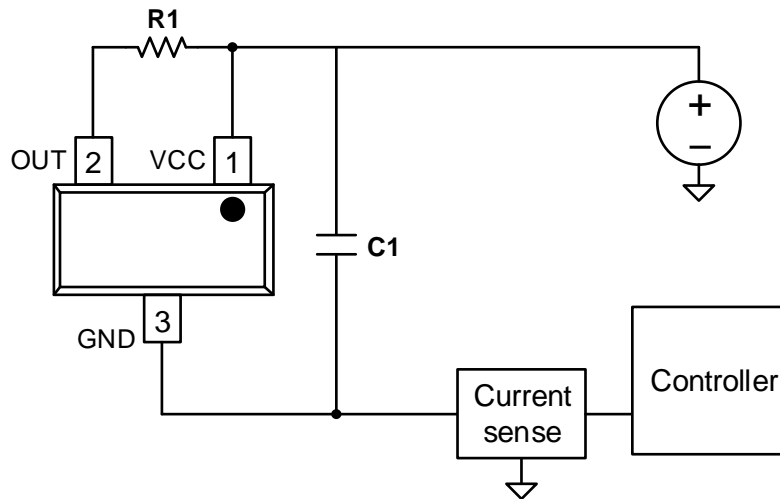 R1
OUT
2
VCC
1
+
−
C1
3
GND
Current
sense
Controller